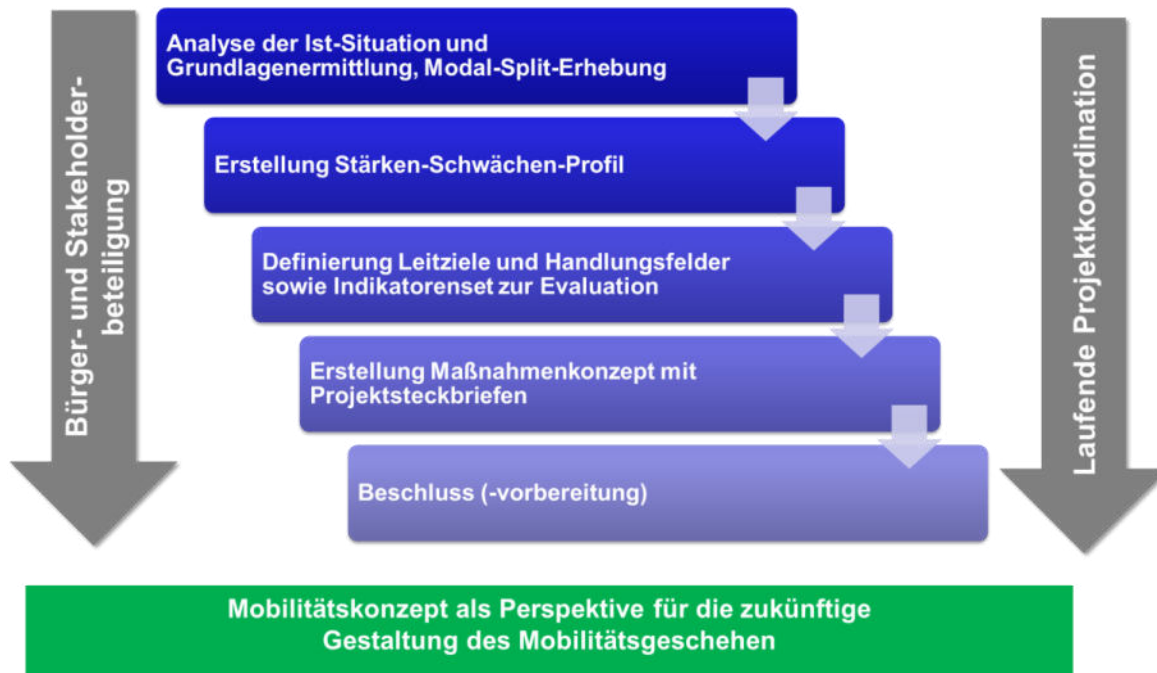 Bürger- und Stakeholder-
beteiligung
Analyse der Ist-Situation und
Grundlagenermittlung, Modal-Split-Erhebung
Erstellung Stärken-Schwächen-Profil
Definierung Leitziele und Handlungsfelder
sowie Indikatorenset zur Evaluation
Erstellung Maßnahmenkonzept mit
Projektsteckbriefen
Beschluss (-vorbereitung)
Laufende Projektkoordination
Mobilitätskonzept als Perspektive für die zukünftige
Gestaltung des Mobilitätsgeschehen